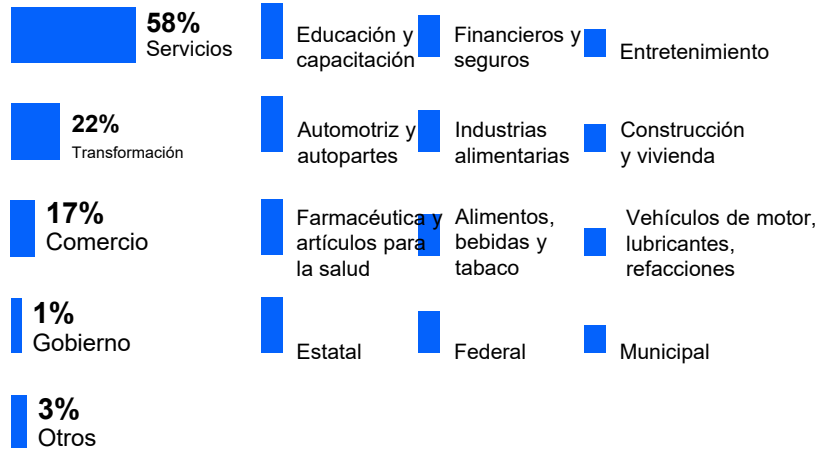 58%
Servicios
Educación y
capacitación
Financieros y
seguros
Entretenimiento
22%
Transformación
Automotriz y
autopartes
Industrias
alimentarias
Construcción
y vivienda
17%
Comercio
Farmacéutica y
artículos para
la salud
Alimentos,
bebidas y
tabaco
Vehículos de motor,
lubricantes,
refacciones
1%
Gobierno
Estatal
Federal
Municipal
3%
Otros